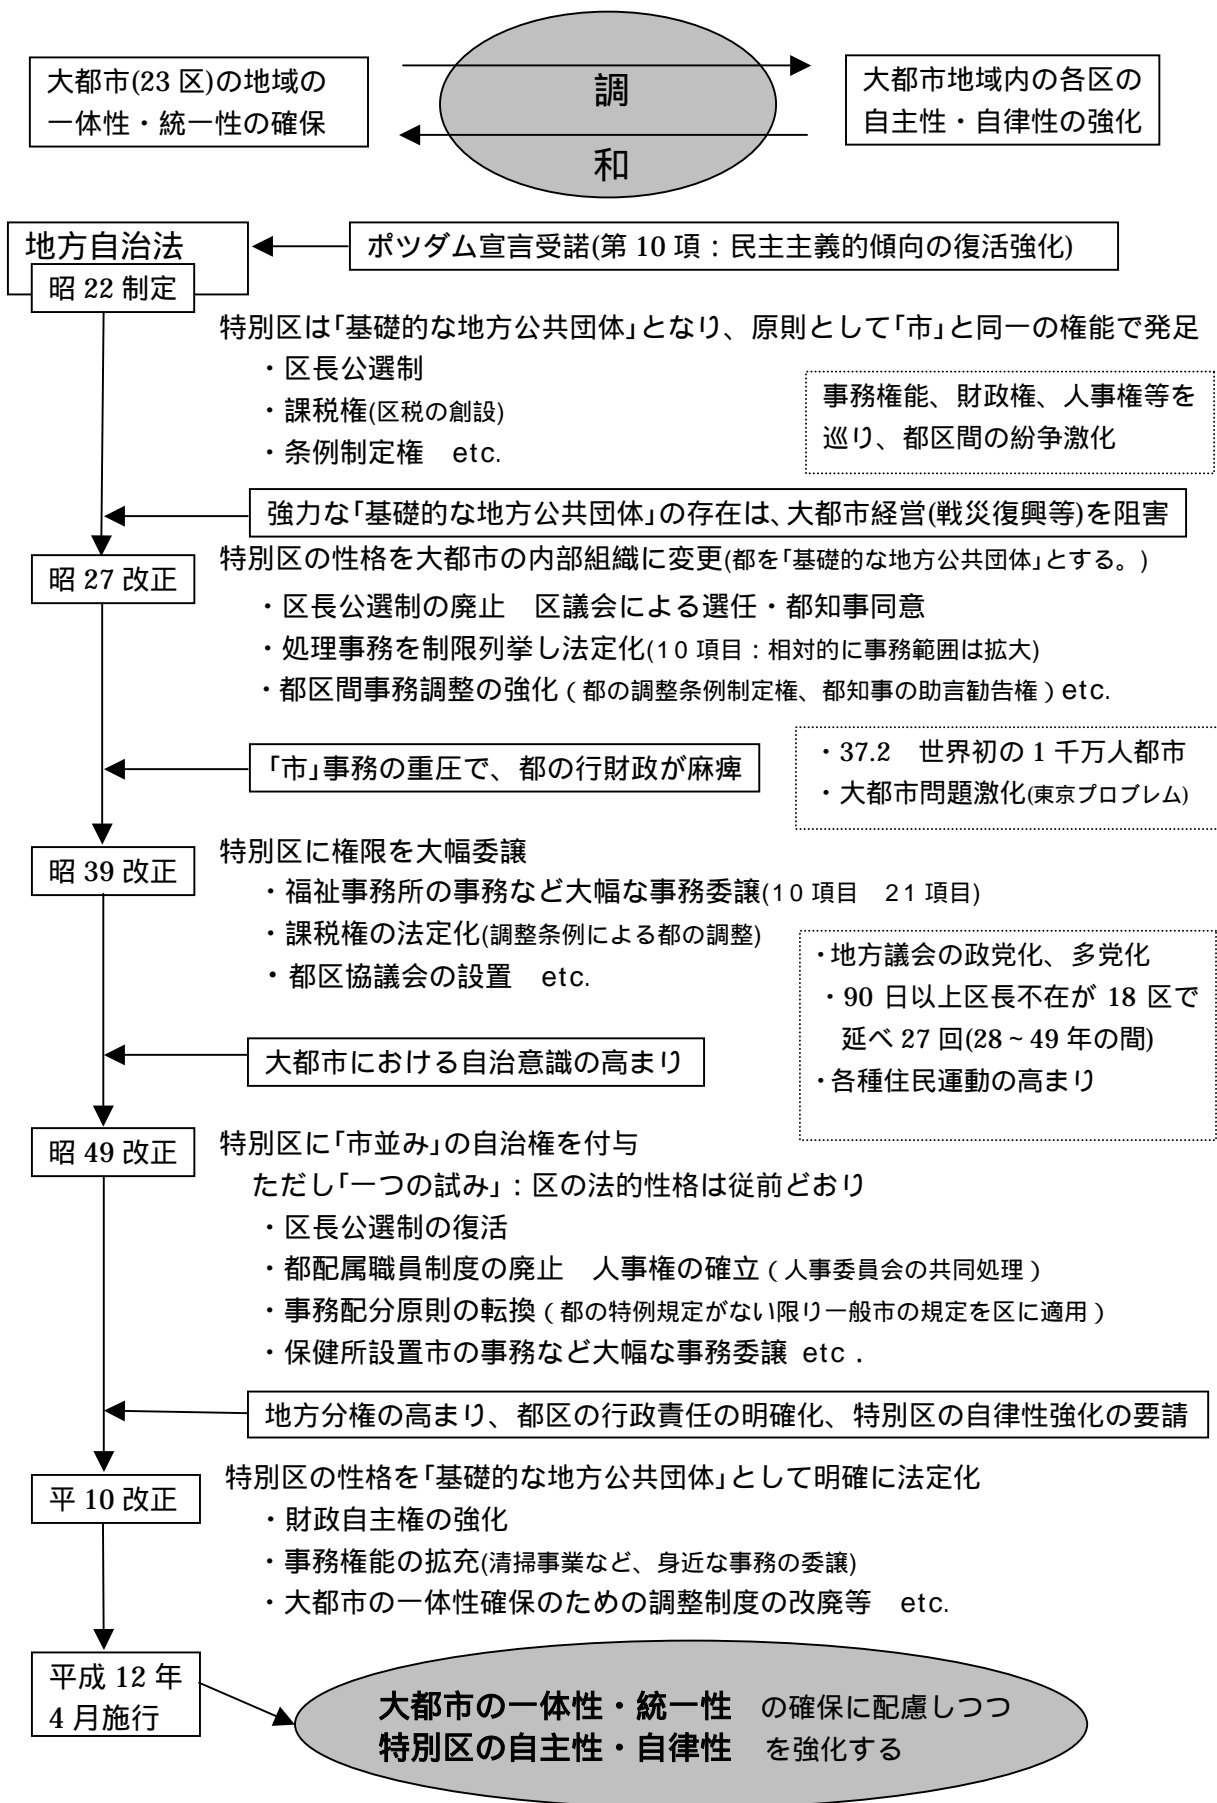 大都市(23 区)の地域の
一体性・統一性の確保
調
和
大都市地域内の各区の
自主性・自律性の強化
地方自治法
昭 22 制定
ポツダム宣言受諾(第 10 項：民主主義的傾向の復活強化)
特別区は「基礎的な地方公共団体」となり、原則として「市」と同一の権能で発足
・区長公選制
・課税権(区税の創設)
・条例制定権　etc.
事務権能、財政権、人事権等を
巡り、都区間の紛争激化
強力な「基礎的な地方公共団体」の存在は、大都市経営(戦災復興等)を阻害
昭 27 改正
特別区の性格を大都市の内部組織に変更(都を「基礎的な地方公共団体」とする。)
・区長公選制の廃止　区議会による選任・都知事同意
・処理事務を制限列挙し法定化(10 項目：相対的に事務範囲は拡大)
・都区間事務調整の強化（都の調整条例制定権、都知事の助言勧告権）etc.
「市」事務の重圧で、都の行財政が麻痺
・37.2　世界初の 1 千万人都市
・大都市問題激化(東京プロブレム)
昭 39 改正
特別区に権限を大幅委譲
・福祉事務所の事務など大幅な事務委譲(10 項目　21 項目)
・課税権の法定化(調整条例による都の調整)
・都区協議会の設置　etc.
・地方議会の政党化、多党化
・90 日以上区長不在が 18 区で
延べ 27 回(28～49 年の間)
・各種住民運動の高まり
大都市における自治意識の高まり
昭 49 改正
特別区に「市並み」の自治権を付与
ただし「一つの試み」：区の法的性格は従前どおり
・区長公選制の復活
・都配属職員制度の廃止　人事権の確立（人事委員会の共同処理）
・事務配分原則の転換（都の特例規定がない限り一般市の規定を区に適用）
・保健所設置市の事務など大幅な事務委譲 etc．
地方分権の高まり、都区の行政責任の明確化、特別区の自律性強化の要請
平 10 改正
特別区の性格を「基礎的な地方公共団体」として明確に法定化
・財政自主権の強化
・事務権能の拡充(清掃事業など、身近な事務の委譲)
・大都市の一体性確保のための調整制度の改廃等　etc.
平成 12 年
4 月施行
大都市の一体性・統一性　の確保に配慮しつつ
特別区の自主性・自律性　を強化する